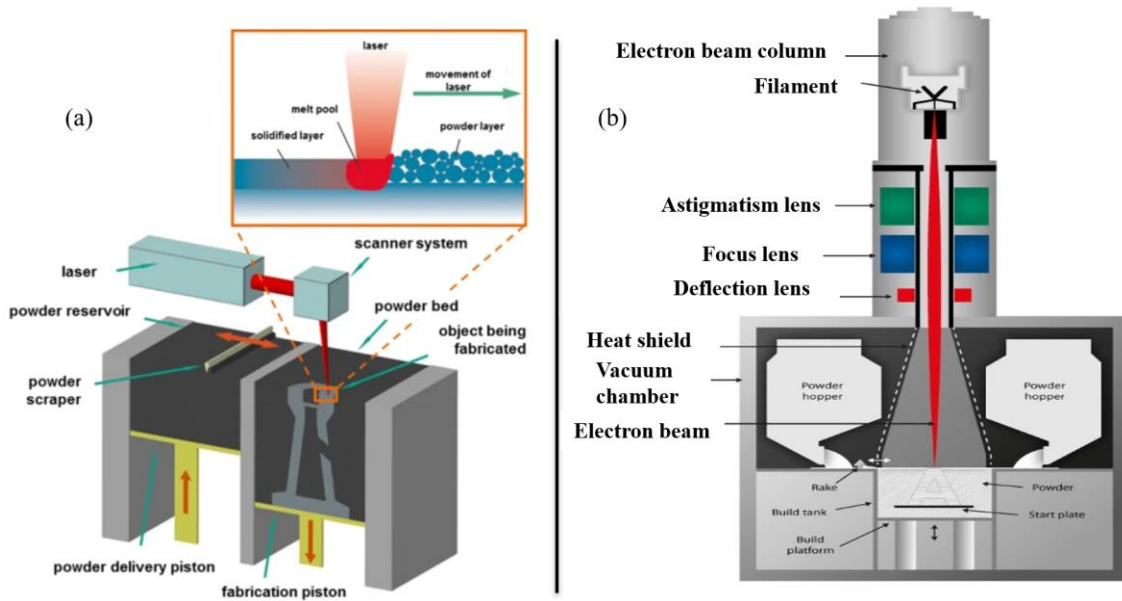 (a)
laser
movement of
laser
melt pool
solidified layer
powder layer
scanner system
laser
powder bed
powder reservoir
object being
fabricated
powder
scraper
powder delivery piston
fabrication piston
(b)
Electron beam column
Filament
Astigmatism lens
Focus lens
Deflection lens
Heat shield
Vacuum
chamber
Powder
hopper
Powder
hopper
Electron beam
Rake
Powder
Build tank
Start plate
Build
platform